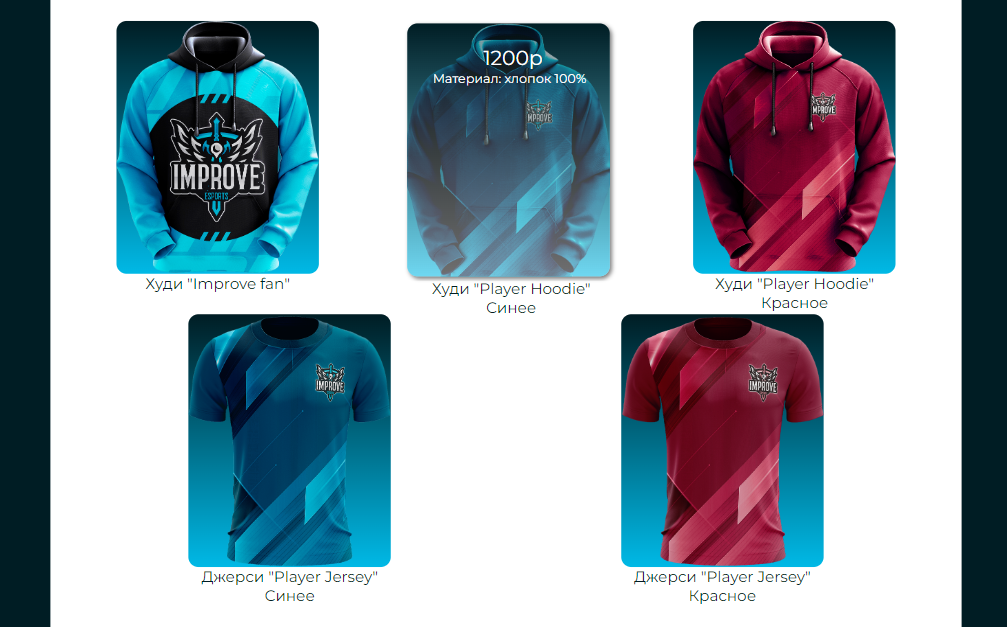 IMPROVE
ESPORTS
1200р
Материал: хлопок 100%
IMPROVE
IMPROVE
Худи "Improve fan"
Худи "Player Hoodie"
Синее
Худи "Player Hoodie"
Красное
IMPROVE
IMPROVE
Джерси "Player Jersey"
Синее
Джерси "Player Jersey"
Красное